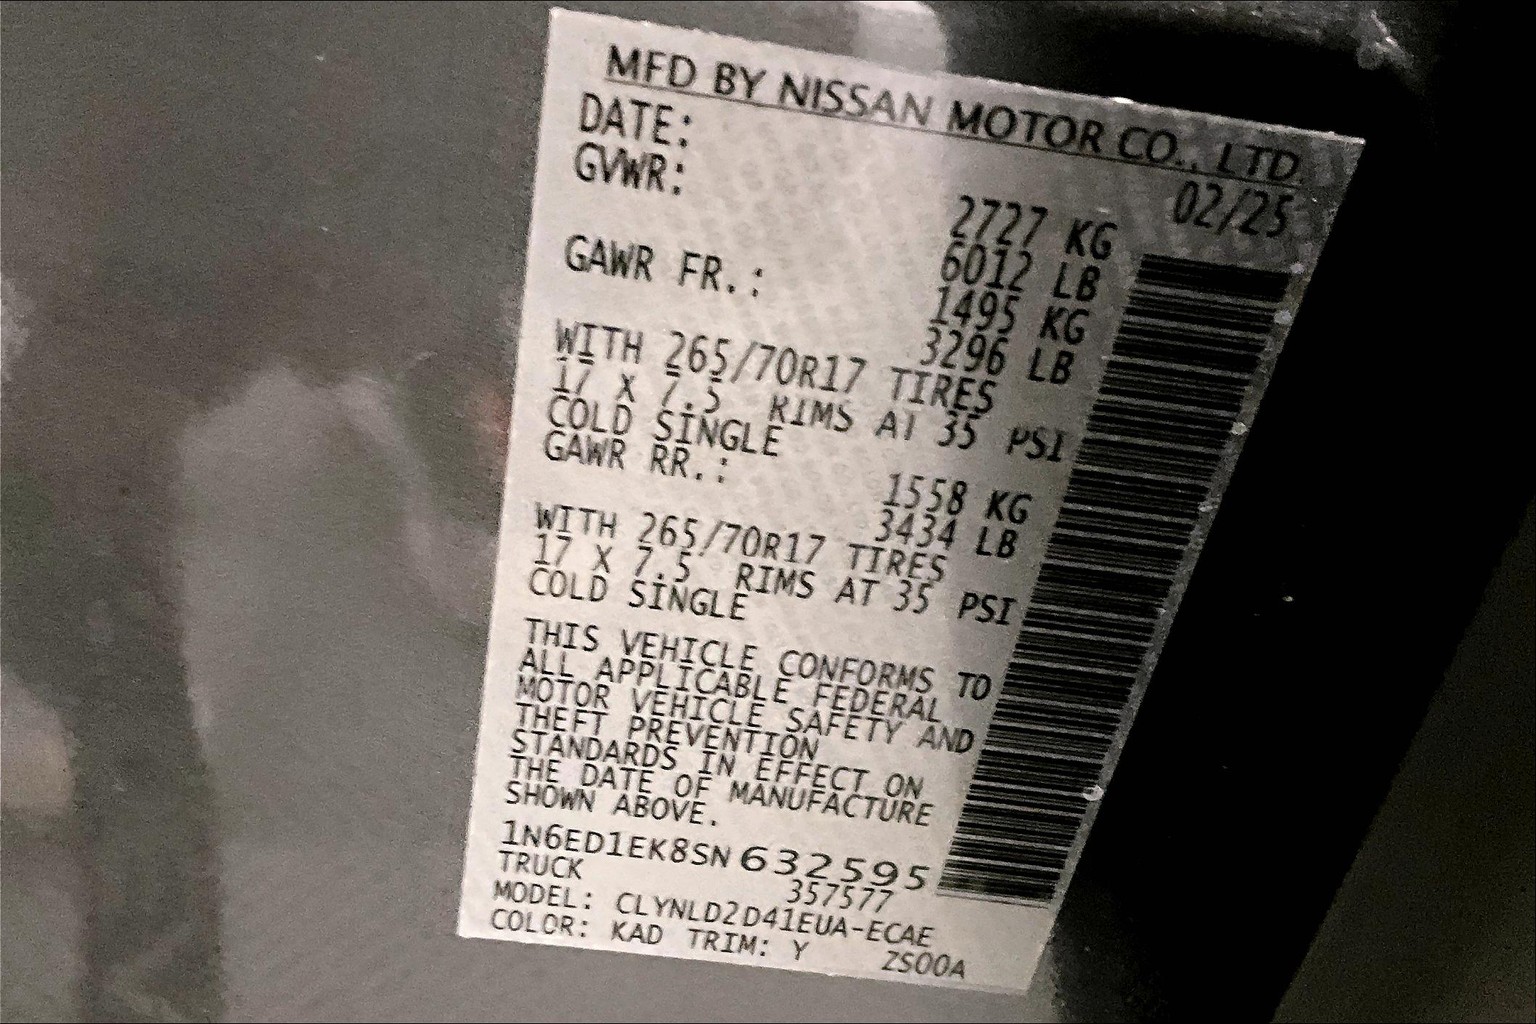 MFD BY NISSAN MOTOR CO., LTD.
DATE: 02/25
GVWR: 2727 KG
6012 LB
GAWR FR.: 1495 KG
3296 LB
WITH 265/70R17 TIRES
17 X 7.5 RIMS AT 35 PSI
COLD SINGLE
GAWR RR.: 1558 KG
3434 LB
WITH 265/70R17 TIRES
17 X 7.5 RIMS AT 35 PSI
COLD SINGLE
THIS VEHICLE CONFORMS TO
ALL APPLICABLE FEDERAL
MOTOR VEHICLE SAFETY AND
THEFT PREVENTION
STANDARDS IN EFFECT ON
THE DATE OF MANUFACTURE
SHOWN ABOVE.
1N6ED1EK8SN632595
TRUCK 357577
MODEL: CLYNLD2D41EUA-ECAE
COLOR: KAD TRIM: Y ZS00A